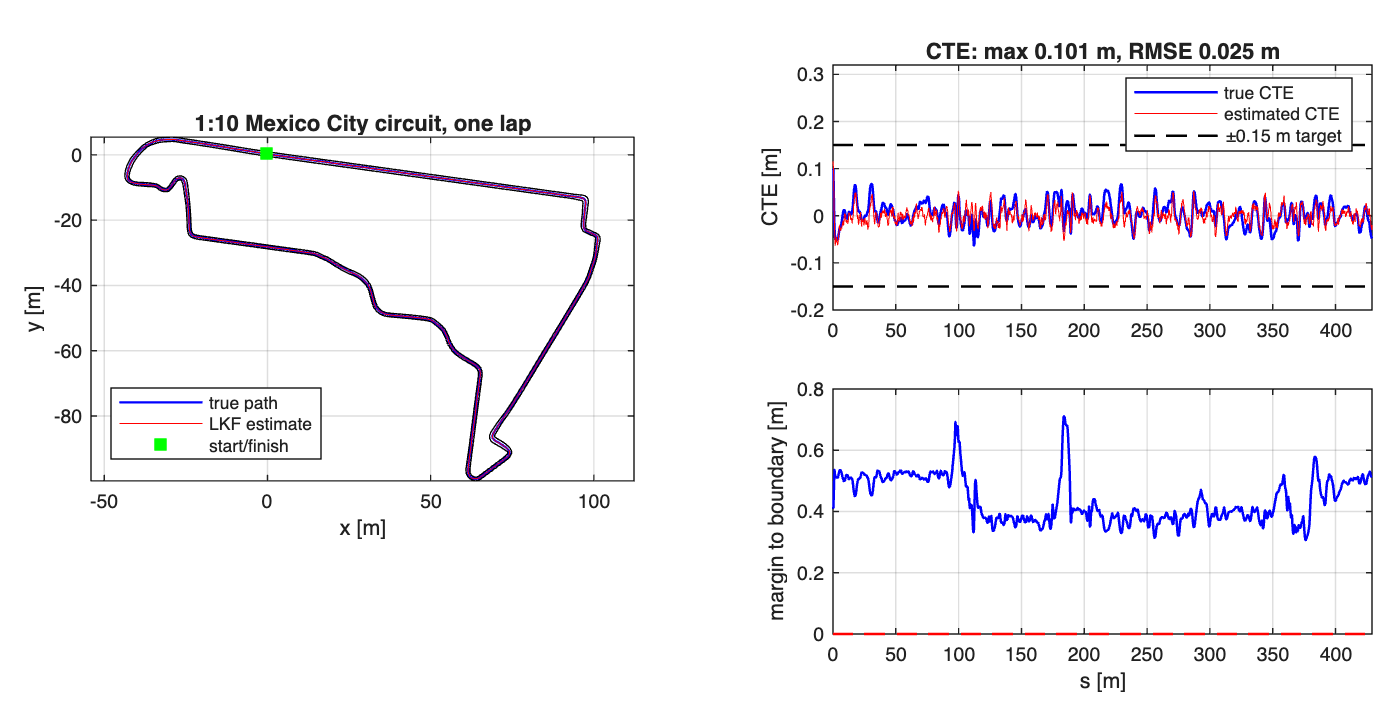 1:10 Mexico City circuit, one lap
0
-20
-40
-60
-80
y [m]
-50
0
50
100
x [m]
true path
LKF estimate
start/finish
CTE: max 0.101 m, RMSE 0.025 m
0.3
0.2
0.1
0
-0.1
-0.2
CTE [m]
true CTE
estimated CTE
±0.15 m target
0
50
100
150
200
250
300
350
400
0.8
0.6
0.4
0.2
0
margin to boundary [m]
0
50
100
150
200
250
300
350
400
s [m]